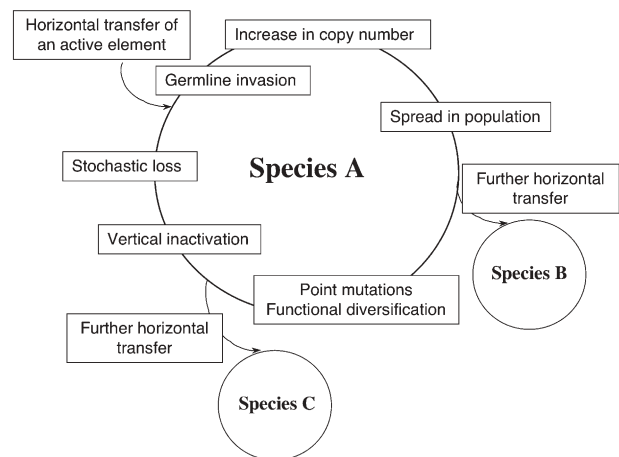 Horizontal transfer of
an active element
Increase in copy number
Germline invasion
Spread in population
Stochastic loss
Species A
Further horizontal
transfer
Vertical inactivation
Species B
Point mutations
Functional diversification
Further horizontal
transfer
Species C